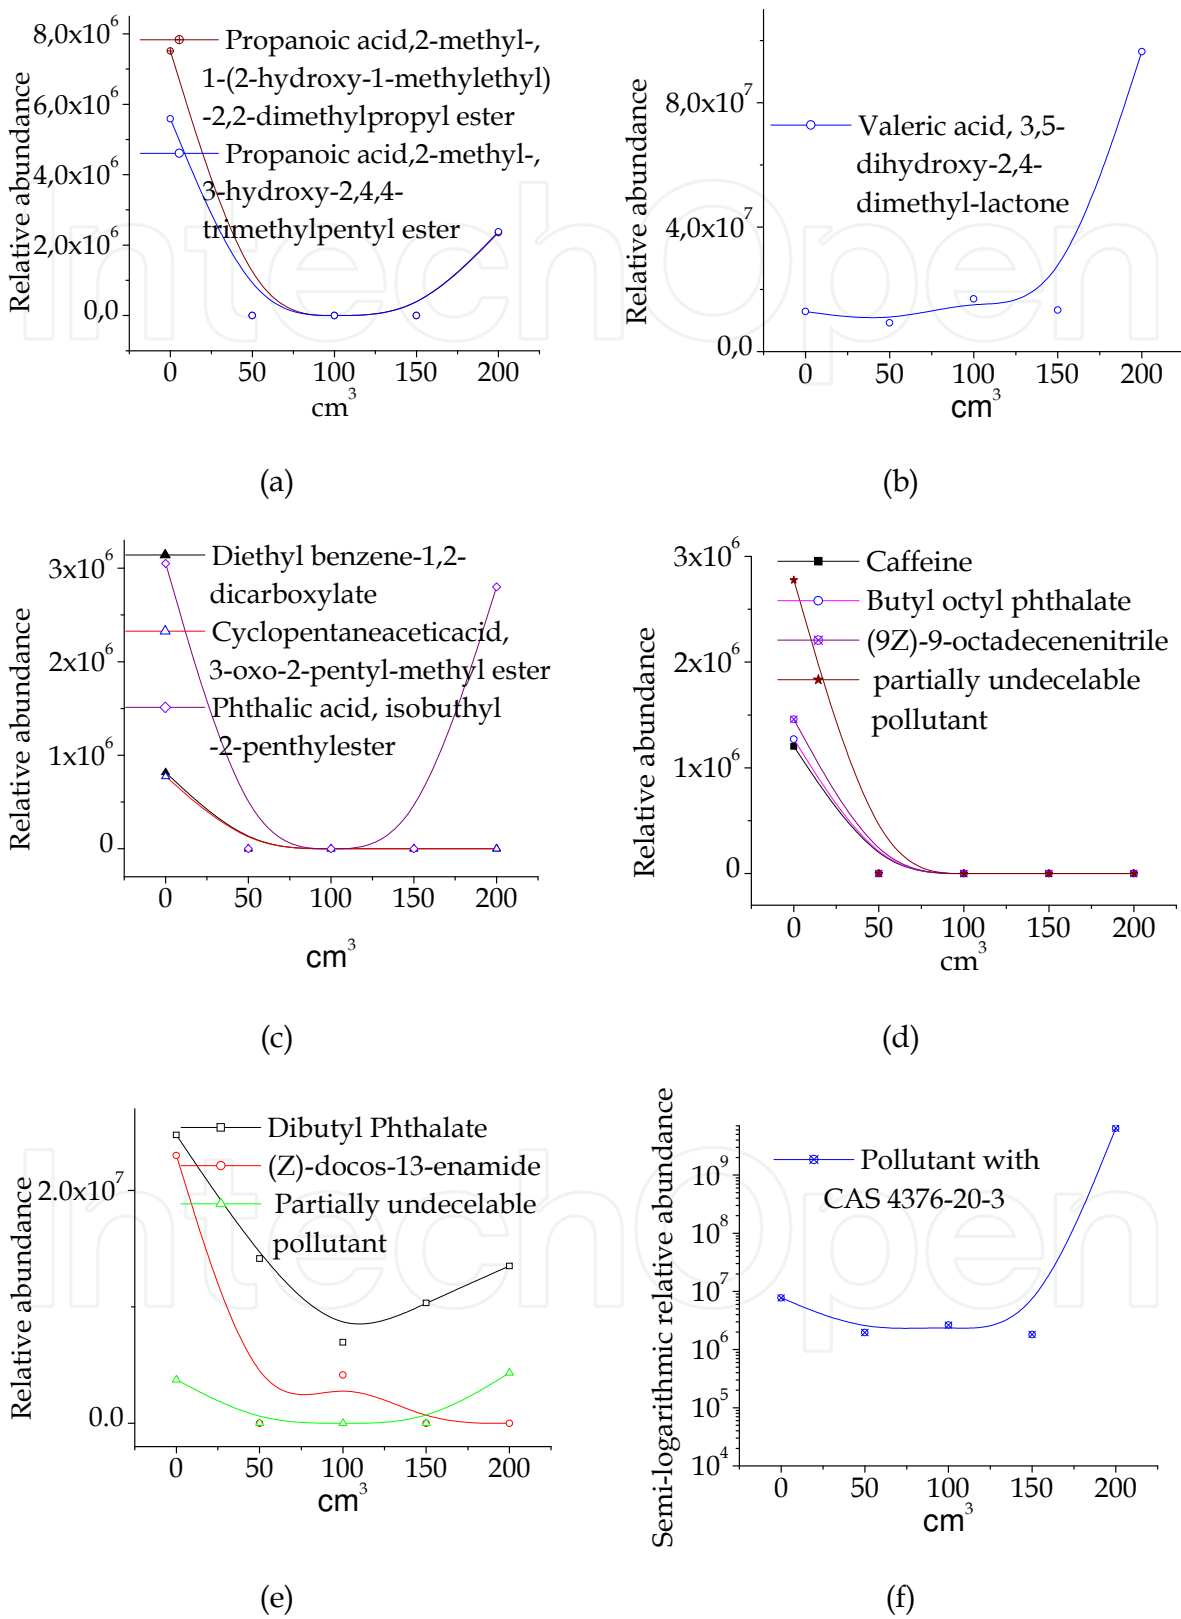 8,0x10^6
6,0x10^6
4,0x10^6
2,0x10^6
0,0
Relative abundance
Propanoic acid,2-methyl-,
1-(2-hydroxy-1-methylethyl)
-2,2-dimethylpropyl ester
Propanoic acid,2-methyl-,
3-hydroxy-2,4,4-
trimethylpentyl ester
0 50 100 150 200
cm^3
(a)
8,0x10^7
4,0x10^7
0,0
Relative abundance
Valeric acid, 3,5-
dihydroxy-2,4-
dimethyl-lactone
0 50 100 150 200
cm^3
(b)
3x10^6
2x10^6
1x10^6
0
Relative abundance
Diethyl benzene-1,2-
dicarboxylate
Cyclopentaneaceticacid,
3-oxo-2-pentyl-methyl ester
Phthalic acid, isobuthyl
-2-penthylester
0 50 100 150 200
cm^3
(c)
3x10^6
2x10^6
1x10^6
0
Relative abundance
Caffeine
Butyl octyl phthalate
(9Z)-9-octadecenenitrile
partially undecelable
pollutant
0 50 100 150 200
cm^3
(d)
2.0x10^7
0.0
Relative abundance
Dibutyl Phthalate
(Z)-docos-13-enamide
Partially undecelable
pollutant
0 50 100 150 200
cm^3
(e)
10^9
10^8
10^7
10^6
10^5
10^4
Semi-logarithmic relative abundance
Pollutant with
CAS 4376-20-3
0 50 100 150 200
cm^3
(f)
IntechOpen
IntechOpen